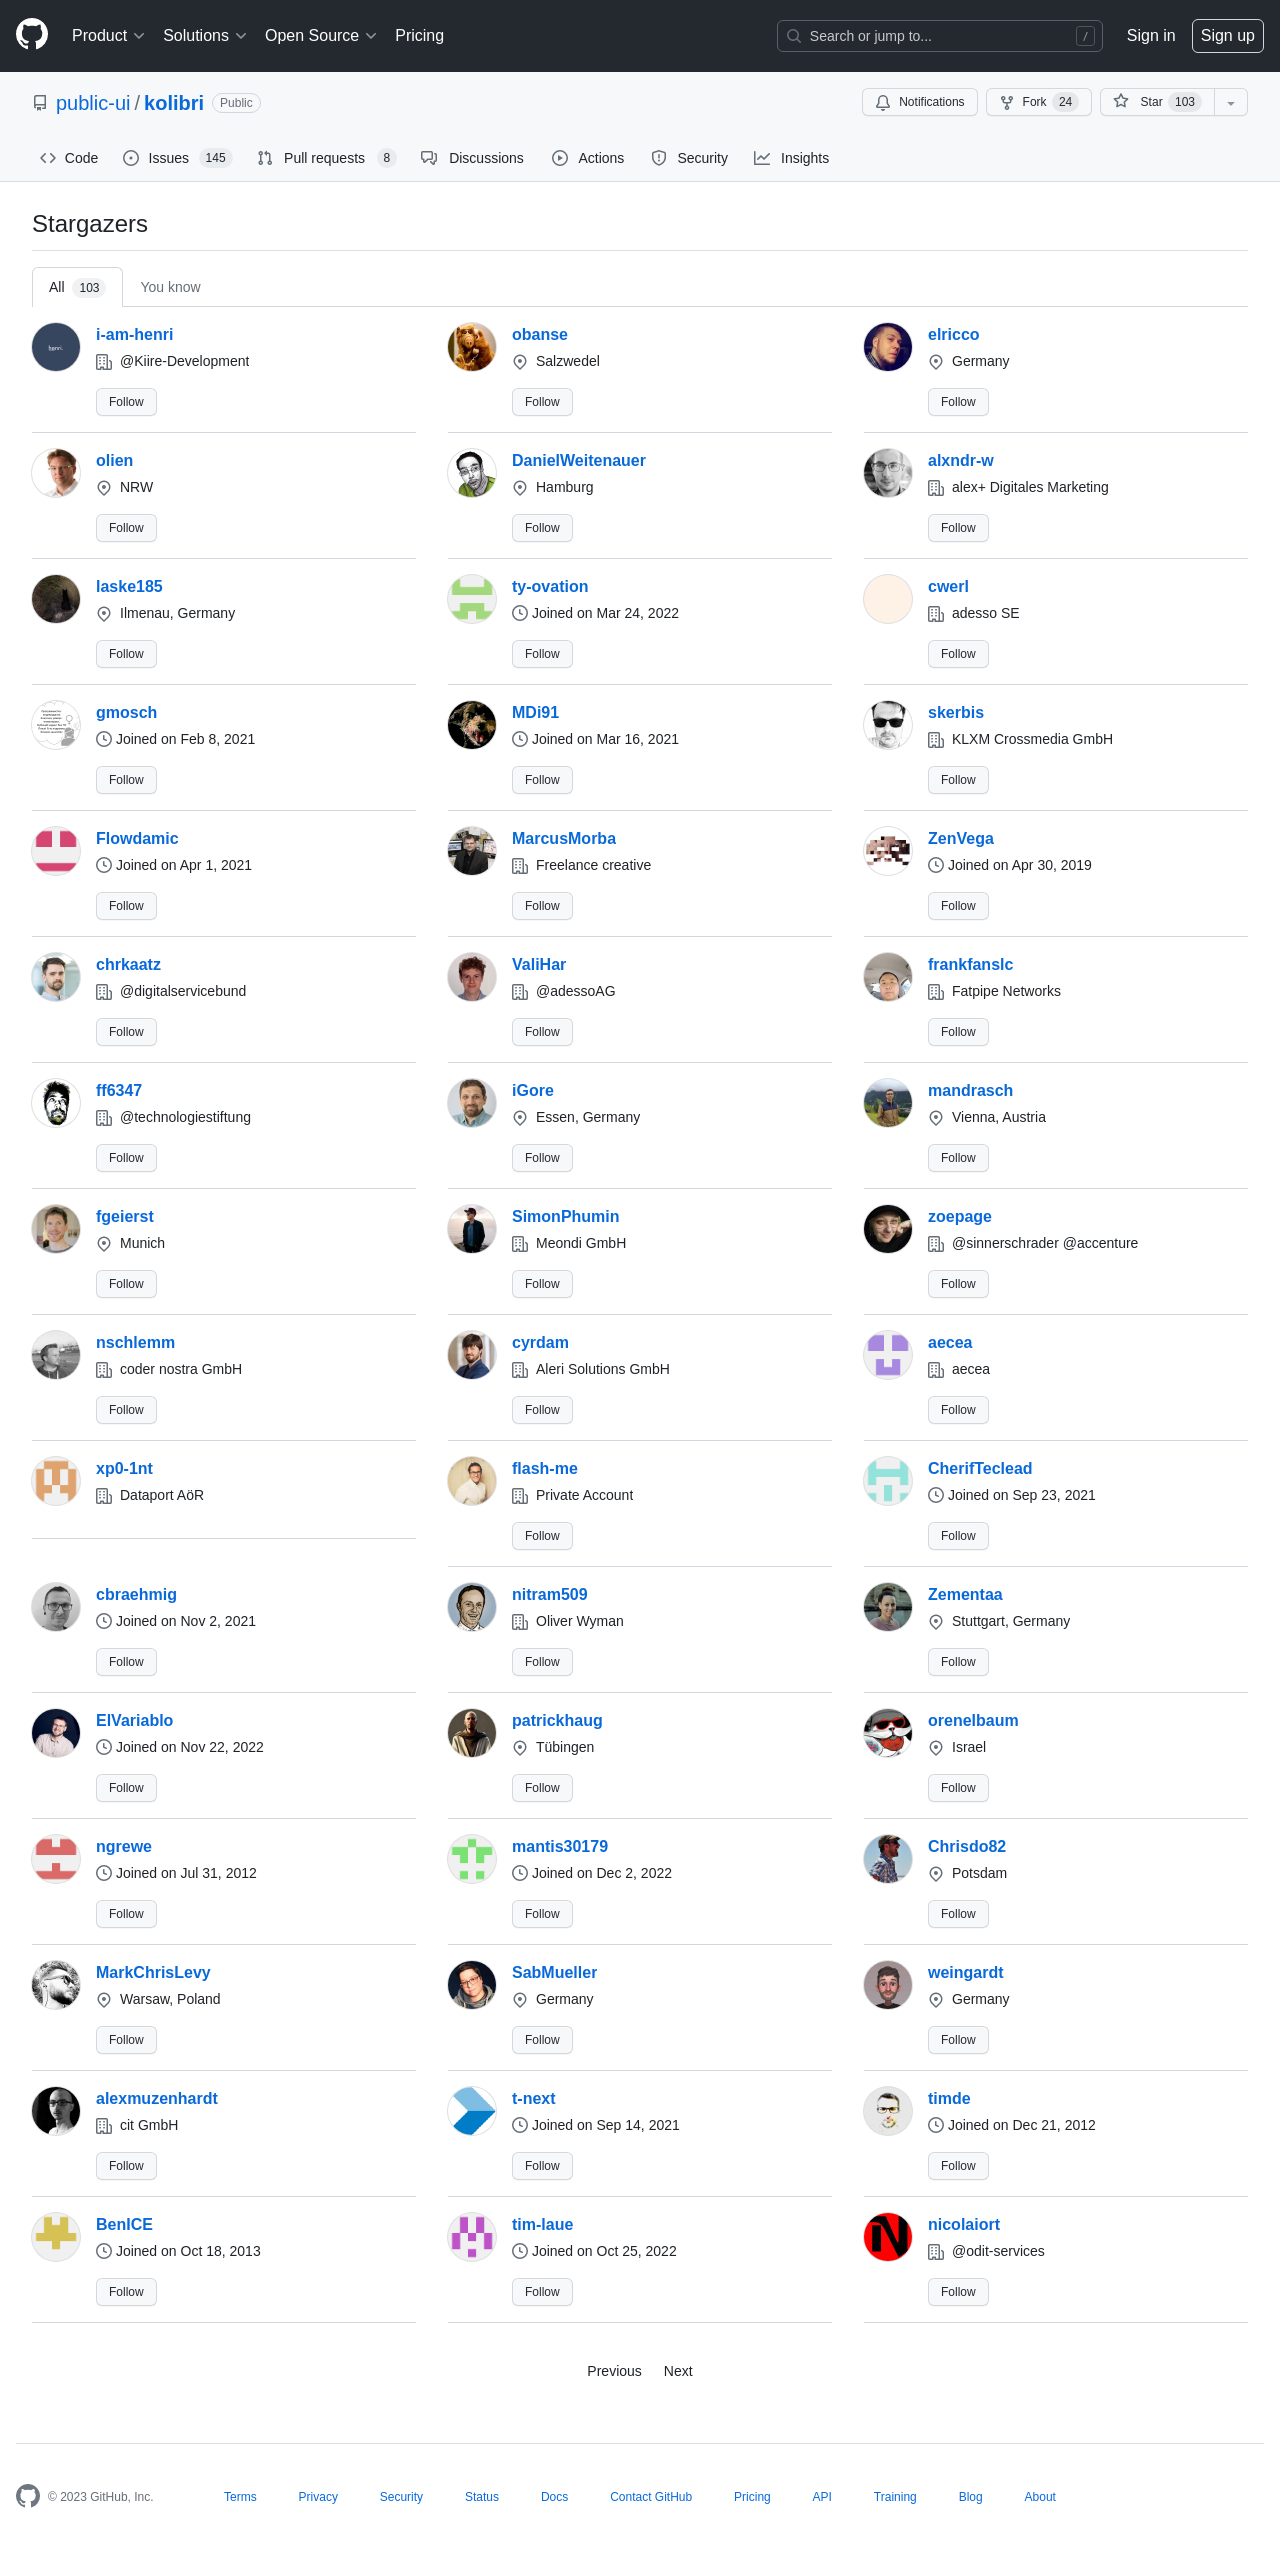 Product Solutions Open Source Pricing Search or jump to... / Sign in Sign up
public-ui / kolibri Public Notifications Fork 24 Star 103
Code Issues 145 Pull requests 8 Discussions Actions Security Insights
Stargazers
All 103 You know
i-am-henri obanse elricco
@Kiire-Development Salzwedel Germany
Follow Follow Follow
olien DanielWeitenauer alxndr-w
NRW Hamburg alex+ Digitales Marketing
Follow Follow Follow
laske185 ty-ovation cwerl
Ilmenau, Germany Joined on Mar 24, 2022 adesso SE
Follow Follow Follow
gmosch MDi91 skerbis
Joined on Feb 8, 2021 Joined on Mar 16, 2021 KLXM Crossmedia GmbH
Follow Follow Follow
Flowdamic MarcusMorba ZenVega
Joined on Apr 1, 2021 Freelance creative Joined on Apr 30, 2019
Follow Follow Follow
chrkaatz ValiHar frankfanslc
@digitalservicebund @adessoAG Fatpipe Networks
Follow Follow Follow
ff6347 iGore mandrasch
@technologiestiftung Essen, Germany Vienna, Austria
Follow Follow Follow
fgeierst SimonPhumin zoepage
Munich Meondi GmbH @sinnerschrader @accenture
Follow Follow Follow
nschlemm cyrdam aecea
coder nostra GmbH Aleri Solutions GmbH aecea
Follow Follow Follow
xp0-1nt flash-me CherifTeclead
Dataport AöR Private Account Joined on Sep 23, 2021
Follow Follow
cbraehmig nitram509 Zementaa
Joined on Nov 2, 2021 Oliver Wyman Stuttgart, Germany
Follow Follow Follow
ElVariablo patrickhaug orenelbaum
Joined on Nov 22, 2022 Tübingen Israel
Follow Follow Follow
ngrewe mantis30179 Chrisdo82
Joined on Jul 31, 2012 Joined on Dec 2, 2022 Potsdam
Follow Follow Follow
MarkChrisLevy SabMueller weingardt
Warsaw, Poland Germany Germany
Follow Follow Follow
alexmuzenhardt t-next timde
cit GmbH Joined on Sep 14, 2021 Joined on Dec 21, 2012
Follow Follow Follow
BenICE tim-laue nicolaiort
Joined on Oct 18, 2013 Joined on Oct 25, 2022 @odit-services
Follow Follow Follow
Previous Next
© 2023 GitHub, Inc. Terms Privacy Security Status Docs Contact GitHub Pricing API Training Blog About